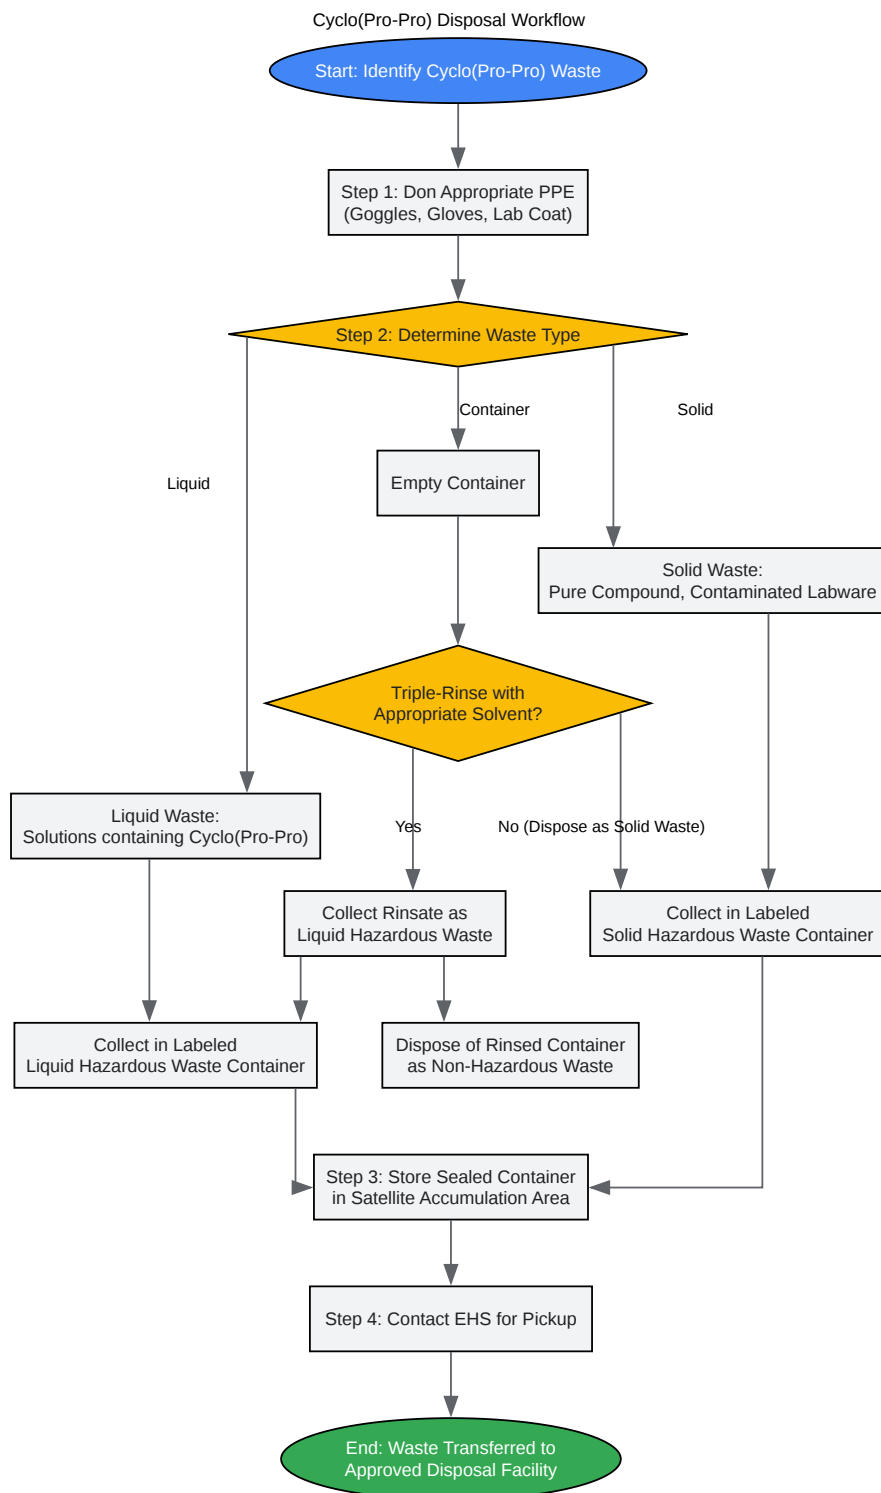 Cyclo(Pro-Pro) Disposal Workflow
Start: Identify Cyclo(Pro-Pro) Waste
Step 1: Don Appropriate PPE
(Goggles, Gloves, Lab Coat)
Step 2: Determine Waste Type
Container
Solid
Liquid
Empty Container
Solid Waste:
Pure Compound, Contaminated Labware
Triple-Rinse with
Appropriate Solvent?
Liquid Waste:
Solutions containing Cyclo(Pro-Pro)
Yes
No (Dispose as Solid Waste)
Collect Rinsate as
Liquid Hazardous Waste
Collect in Labeled
Solid Hazardous Waste Container
Collect in Labeled
Liquid Hazardous Waste Container
Dispose of Rinsed Container
as Non-Hazardous Waste
Step 3: Store Sealed Container
in Satellite Accumulation Area
Step 4: Contact EHS for Pickup
End: Waste Transferred to
Approved Disposal Facility